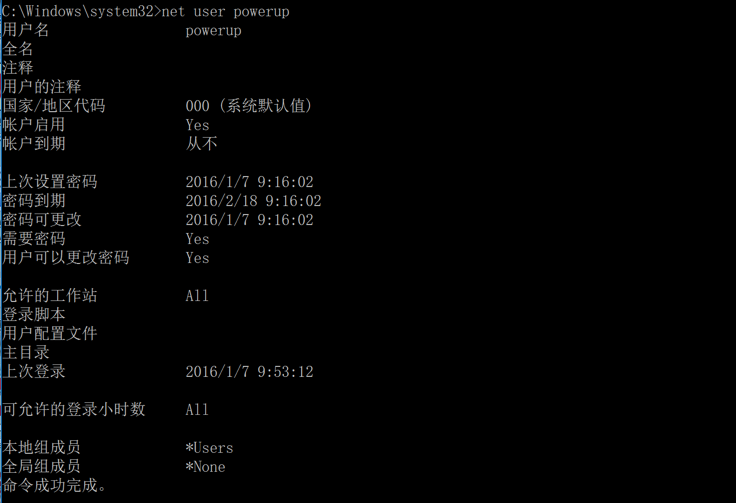 C:\Windows\system32>net user powerup
用户名 powerup
全名
注释
用户的注释
国家/地区代码 000 (系统默认值)
帐户启用 Yes
帐户到期 从不
上次设置密码 2016/1/7 9:16:02
密码到期 2016/2/18 9:16:02
密码可更改 2016/1/7 9:16:02
需要密码 Yes
用户可以更改密码 Yes
允许的工作站 All
登录脚本
用户配置文件
主目录
上次登录 2016/1/7 9:53:12
可允许的登录小时数 All
本地组成员 *Users
全局组成员 *None
命令成功完成。